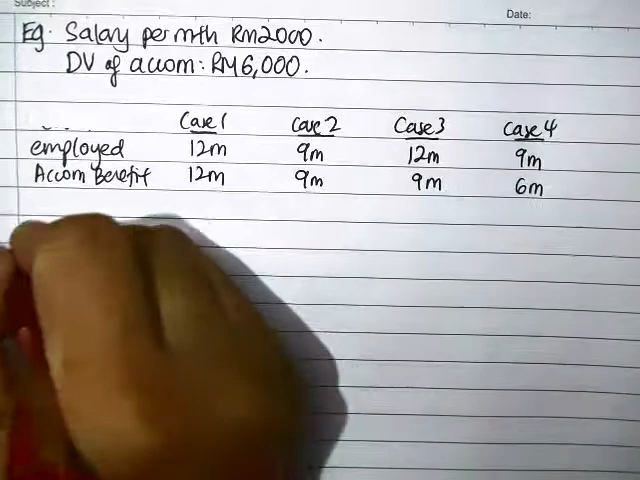 Subject :
Date:
Eg. Salary per mth RM2000.
DV of accom: RM6,000.
Case 1 Case 2 Case 3 Case 4
employed 12m 9m 12m 9m
Accom Benefit 12m 9m 9m 6m